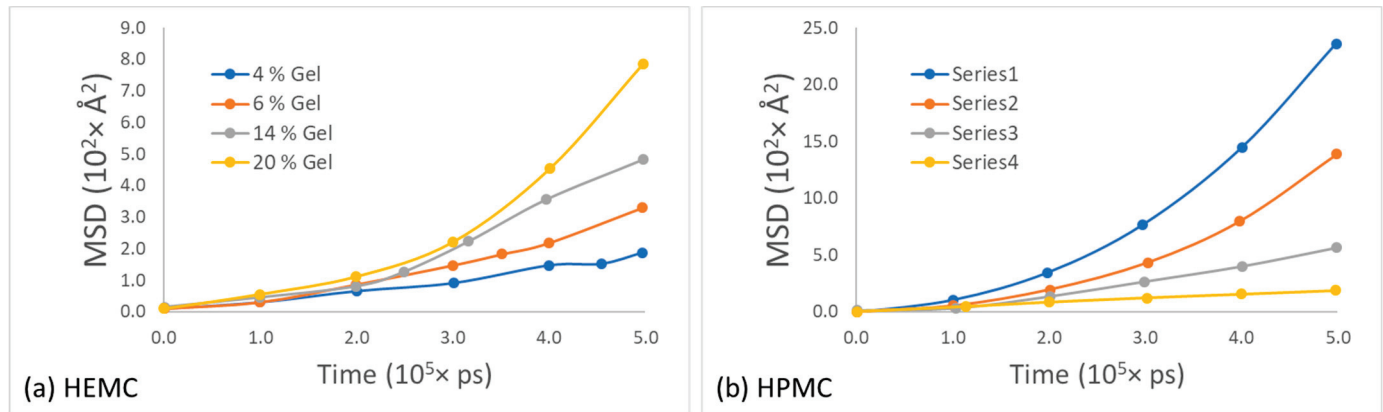 MSD (10²× Å²)
9.0
8.0
7.0
6.0
5.0
4.0
3.0
2.0
1.0
0.0
4 % Gel
6 % Gel
14 % Gel
20 % Gel
0.0 1.0 2.0 3.0 4.0 5.0
Time (10⁵× ps)
(a) HEMC
MSD (10²× Å²)
25.0
20.0
15.0
10.0
5.0
0.0
Series1
Series2
Series3
Series4
0.0 1.0 2.0 3.0 4.0 5.0
Time (10⁵× ps)
(b) HPMC